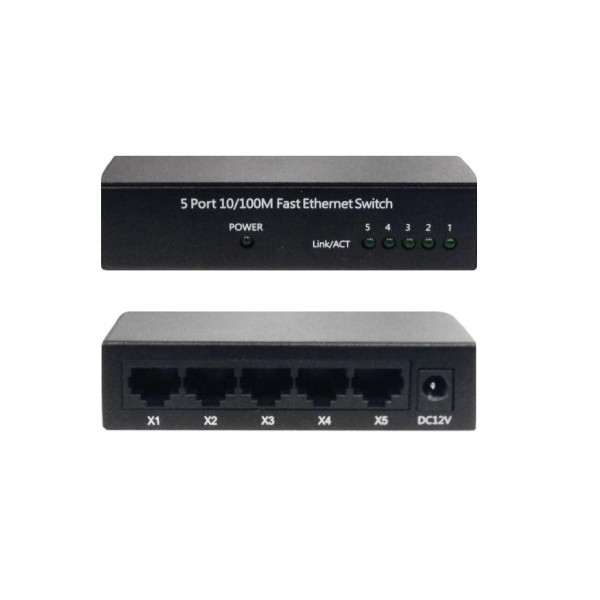 5 Port 10/100M Fast Ethernet Switch
POWER
5 4 3 2 1
Link/ACT
X1 X2 X3 X4 X5 DC12V